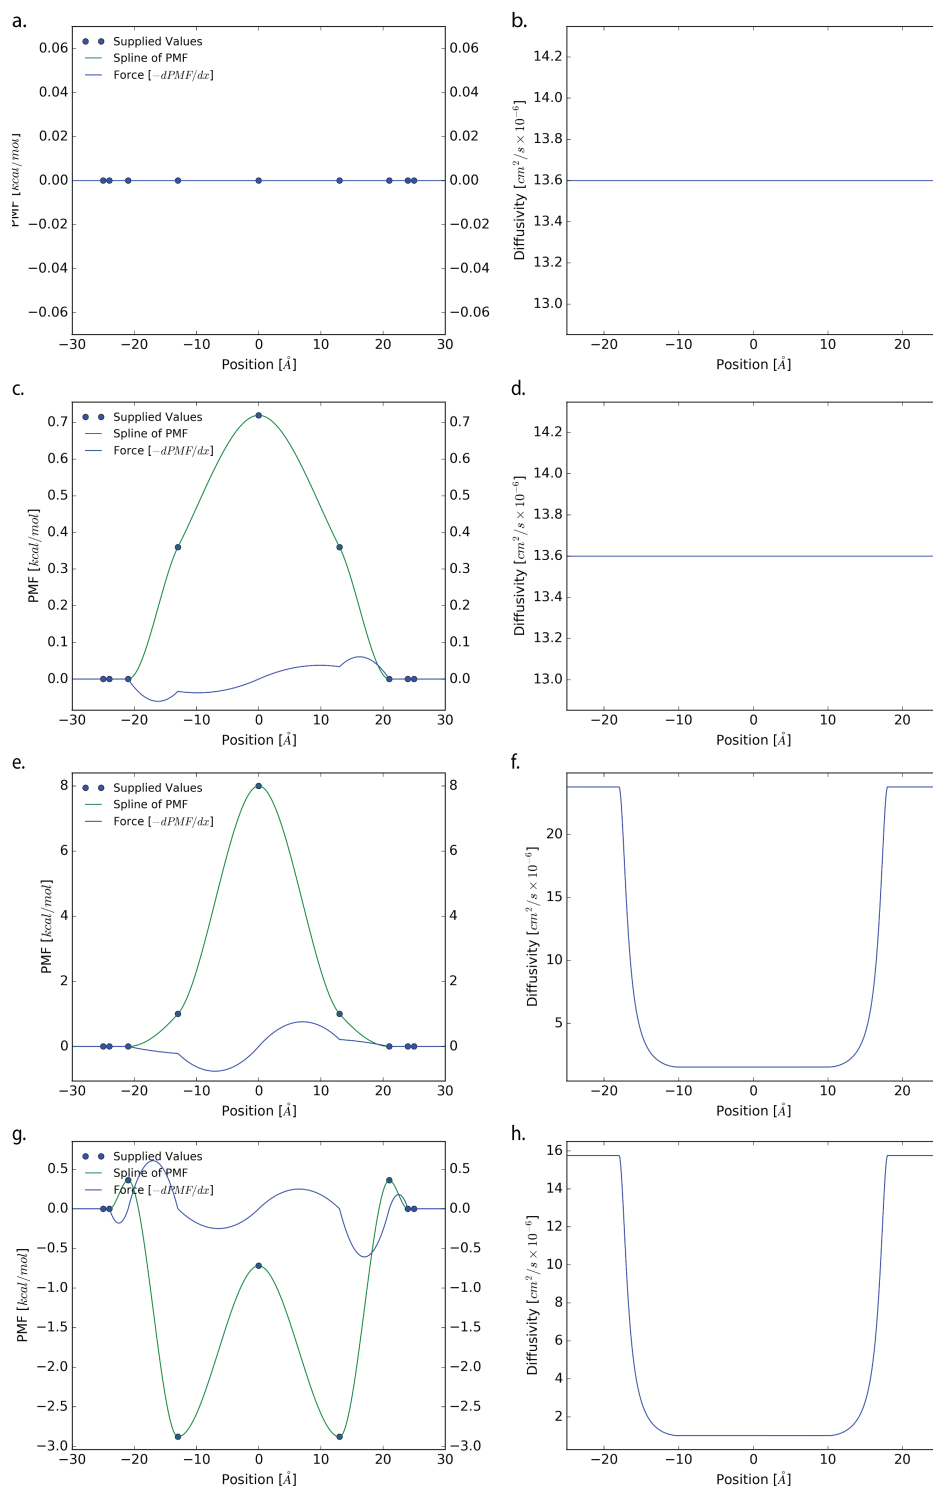 a.
Supplied Values
Spline of PMF
Force [−dPMF/dx]
0.06
0.04
0.02
0.00
−0.02
−0.04
−0.06
0.06
0.04
0.02
0.00
−0.02
−0.04
−0.06
PMF [kcal/mol]
−30 −20 −10 0 10 20 30
Position [Å]
b.
14.2
14.0
13.8
13.6
13.4
13.2
13.0
Diffusivity [cm²/s × 10⁻⁶]
−20 −10 0 10 20
Position [Å]
c.
Supplied Values
Spline of PMF
Force [−dPMF/dx]
0.7
0.6
0.5
0.4
0.3
0.2
0.1
0.0
0.7
0.6
0.5
0.4
0.3
0.2
0.1
0.0
PMF [kcal/mol]
−30 −20 −10 0 10 20 30
Position [Å]
d.
14.2
14.0
13.8
13.6
13.4
13.2
13.0
Diffusivity [cm²/s × 10⁻⁶]
−20 −10 0 10 20
Position [Å]
e.
Supplied Values
Spline of PMF
Force [−dPMF/dx]
8
6
4
2
0
8
6
4
2
0
PMF [kcal/mol]
−30 −20 −10 0 10 20 30
Position [Å]
f.
20
15
10
5
Diffusivity [cm²/s × 10⁻⁶]
−20 −10 0 10 20
Position [Å]
g.
Supplied Values
Spline of PMF
Force [−dPMF/dx]
0.5
0.0
−0.5
−1.0
−1.5
−2.0
−2.5
−3.0
0.5
0.0
−0.5
−1.0
−1.5
−2.0
−2.5
−3.0
PMF [kcal/mol]
−30 −20 −10 0 10 20 30
Position [Å]
h.
16
14
12
10
8
6
4
2
Diffusivity [cm²/s × 10⁻⁶]
−20 −10 0 10 20
Position [Å]